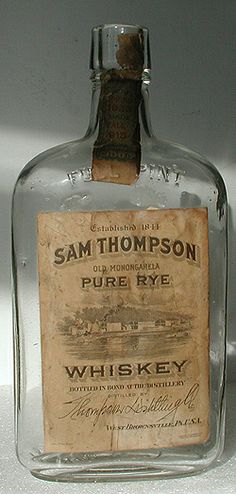 FULL PINT
Established 1844
SAM THOMPSON
OLD MONONGAHELA
PURE RYE
WHISKEY
BOTTLED IN BOND AT THE DISTILLERY
DISTILLED BY
Thompson Distilling Co
WEST BROWNSVILLE, PA. U.S.A.